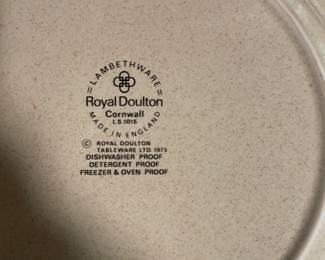 =LAMBETHWARE=
Royal Doulton
Cornwall
L.S.1015
MADE IN ENGLAND
© ROYAL DOULTON
TABLEWARE LTD. 1975
DISHWASHER PROOF
DETERGENT PROOF
FREEZER & OVEN PROOF